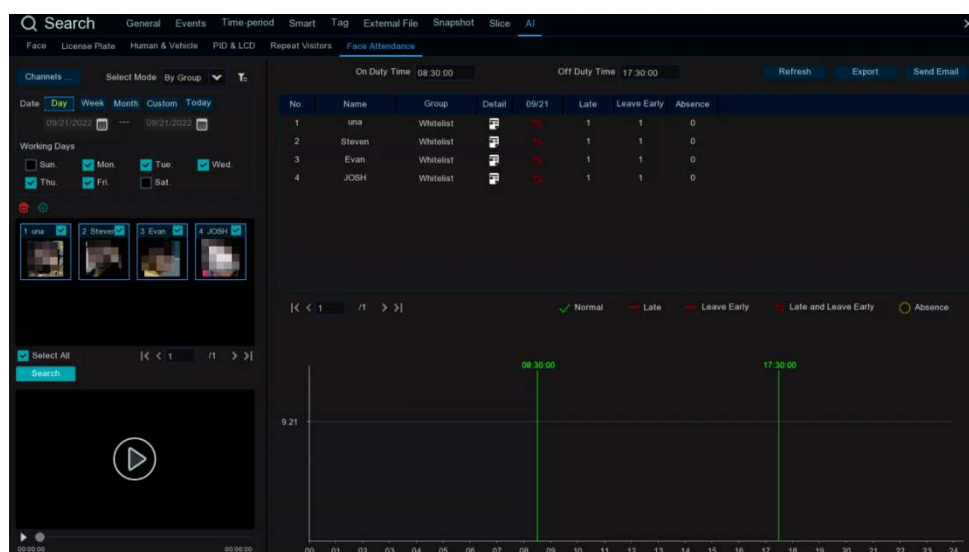 Search General Events Time-period Smart Tag External File Snapshot Slice AI
Face License Plate Human & Vehicle PID & LCD Repeat Visitors Face Attendance
Channels ... Select Mode By Group
On Duty Time 08:30:00 Off Duty Time 17:30:00 Refresh Export Send Email
Date Day Week Month Custom Today
09/21/2022 --- 09/21/2022
Working Days
Sun. Mon. Tue. Wed.
Thu. Fri. Sat.
1 una 2 Steven 3 Evan 4 JOSH
Select All 1 /1
Search
00:00:00 00:00:00
No. Name Group Detail 09/21 Late Leave Early Absence
1 una Whitelist 1 1 0
2 Steven Whitelist 1 1 0
3 Evan Whitelist 1 1 0
4 JOSH Whitelist 1 1 0
1 /1 Normal Late Leave Early Late and Leave Early Absence
08:30:00 17:30:00
9.21
00 01 02 03 04 05 06 07 08 09 10 11 12 13 14 15 16 17 18 19 20 21 22 23 24